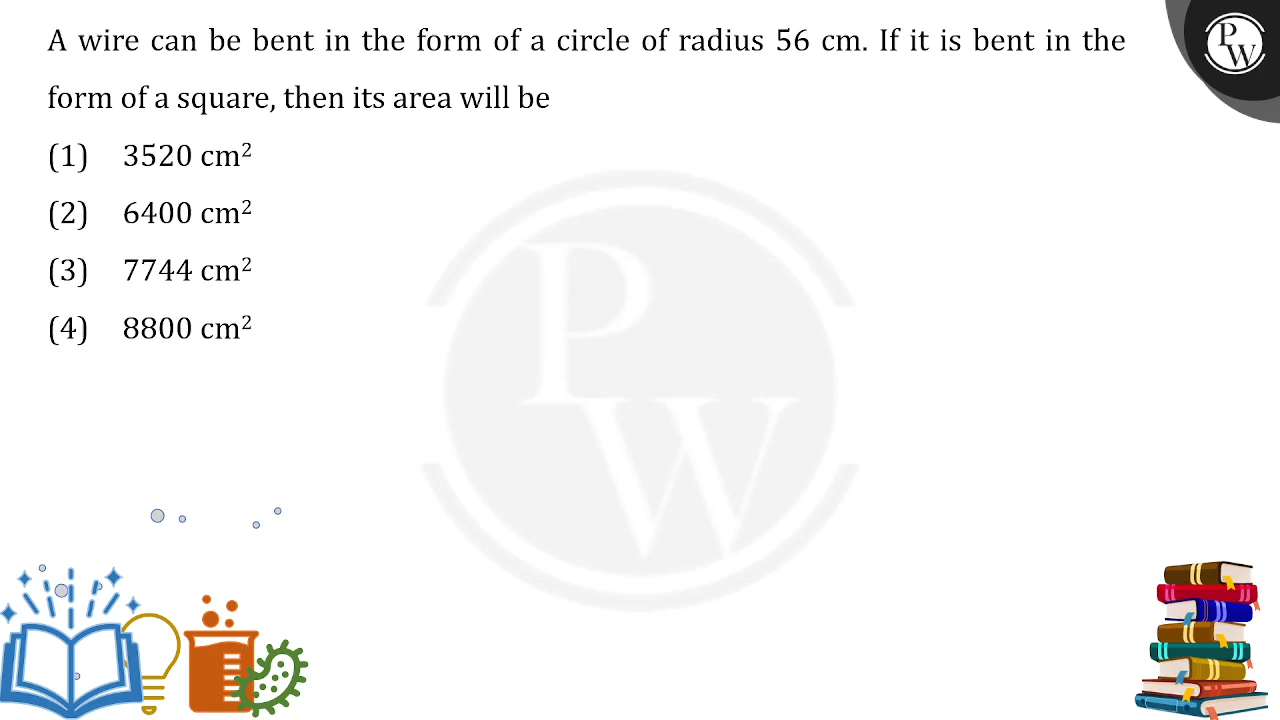 A wire can be bent in the form of a circle of radius 56 cm. If it is bent in the
form of a square, then its area will be
(1) 3520 cm²
(2) 6400 cm²
(3) 7744 cm²
(4) 8800 cm²
PW
PW